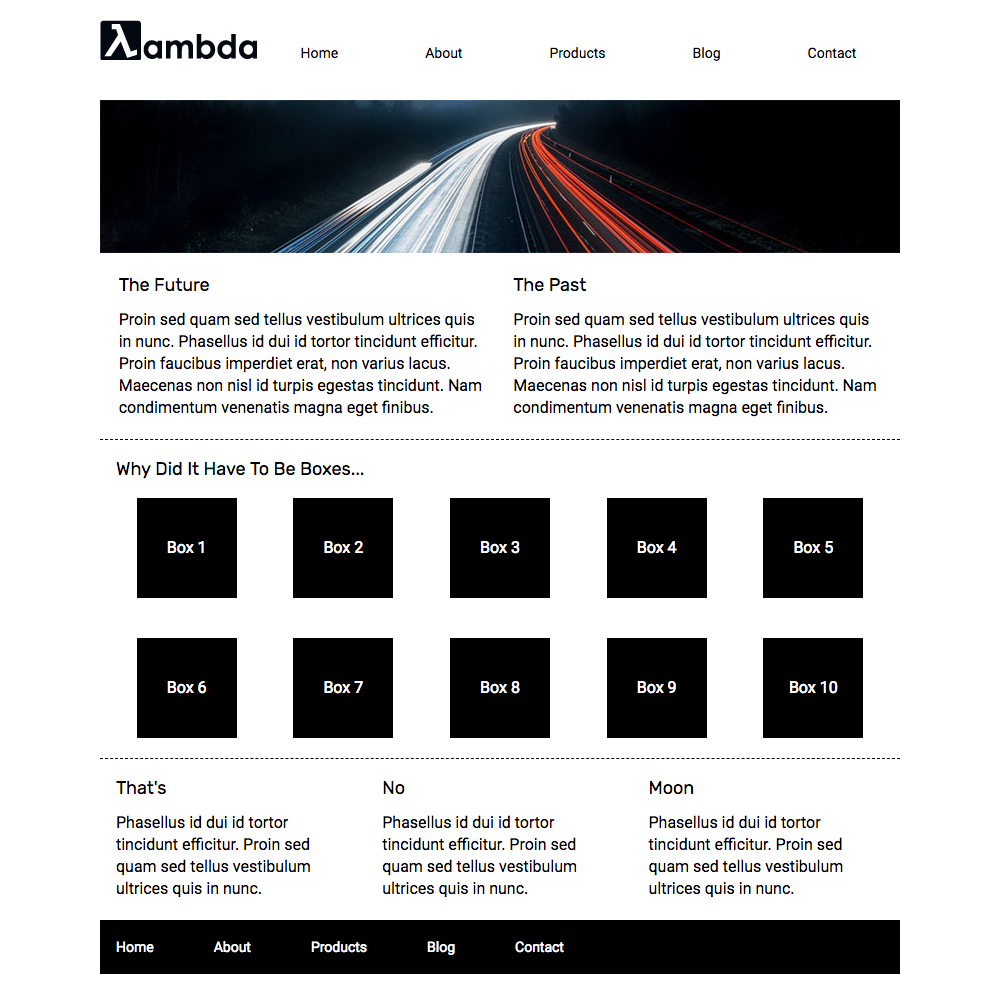 λambda
Home About Products Blog Contact
The Future
Proin sed quam sed tellus vestibulum ultrices quis
in nunc. Phasellus id dui id tortor tincidunt efficitur.
Proin faucibus imperdiet erat, non varius lacus.
Maecenas non nisl id turpis egestas tincidunt. Nam
condimentum venenatis magna eget finibus.
The Past
Proin sed quam sed tellus vestibulum ultrices quis
in nunc. Phasellus id dui id tortor tincidunt efficitur.
Proin faucibus imperdiet erat, non varius lacus.
Maecenas non nisl id turpis egestas tincidunt. Nam
condimentum venenatis magna eget finibus.
Why Did It Have To Be Boxes...
Box 1 Box 2 Box 3 Box 4 Box 5
Box 6 Box 7 Box 8 Box 9 Box 10
That's
Phasellus id dui id tortor
tincidunt efficitur. Proin sed
quam sed tellus vestibulum
ultrices quis in nunc.
No
Phasellus id dui id tortor
tincidunt efficitur. Proin sed
quam sed tellus vestibulum
ultrices quis in nunc.
Moon
Phasellus id dui id tortor
tincidunt efficitur. Proin sed
quam sed tellus vestibulum
ultrices quis in nunc.
Home About Products Blog Contact